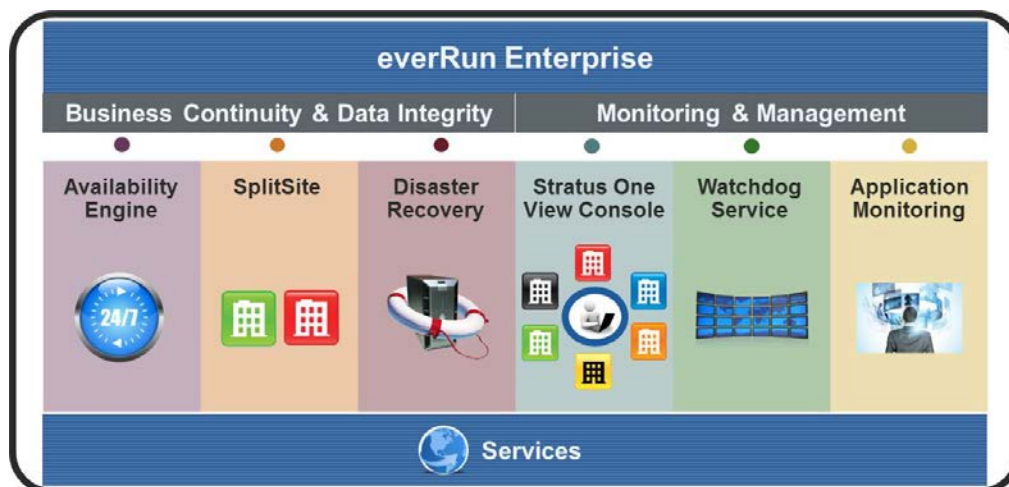 everRun Enterprise
Business Continuity & Data Integrity
Monitoring & Management
Availability
Engine
SplitSite
Disaster
Recovery
Stratus One
View Console
Watchdog
Service
Application
Monitoring
24/7
Services